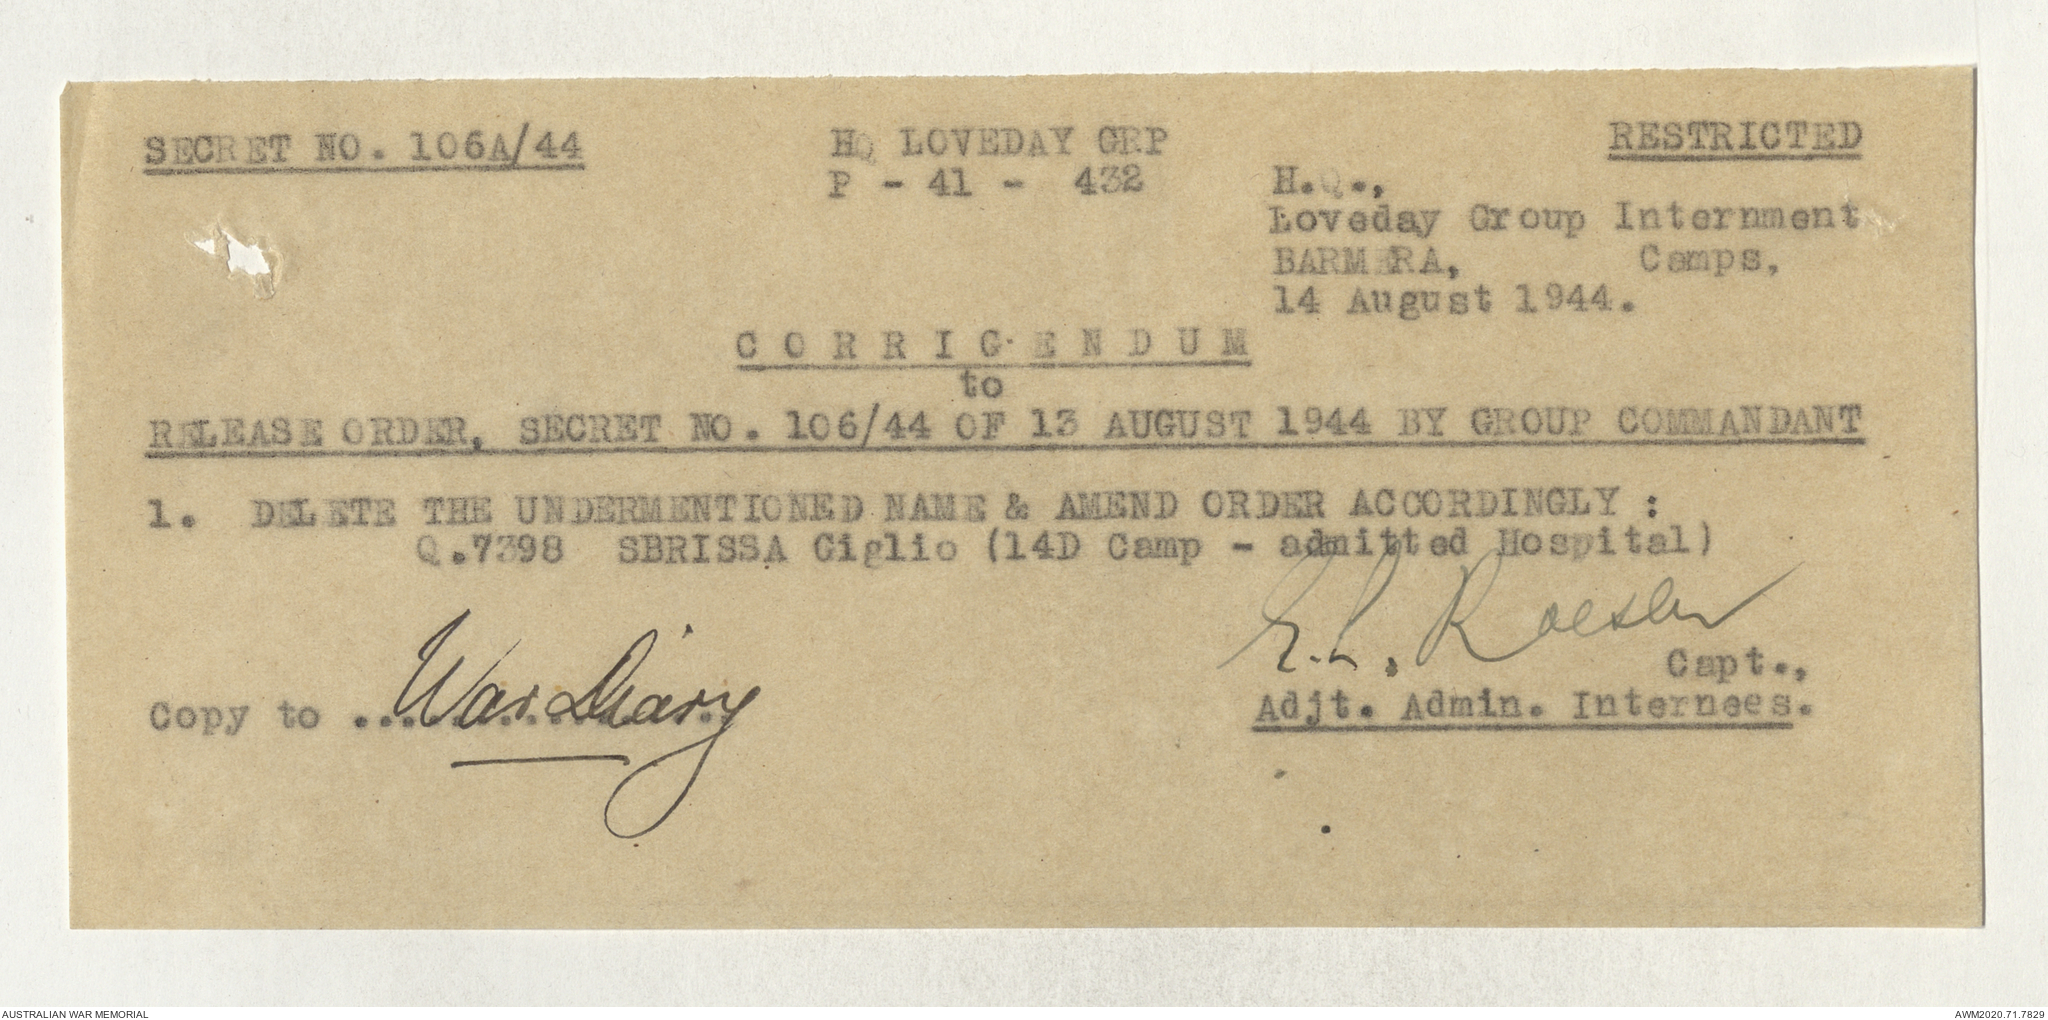 SECRET NO. 106A/44
HQ LOVEDAY GRP
P - 41 - 432
RESTRICTED
H.Q.,
Loveday Group Internment
BARMERA, Camps,
14 August 1944.
C O R R I G E N D U M
to
RELEASE ORDER, SECRET NO. 106/44 OF 13 AUGUST 1944 BY GROUP COMMANDANT
1. DELETE THE UNDERMENTIONED NAME & AMEND ORDER ACCORDINGLY :
Q.7398 SBRISSA Giglio (14D Camp - admitted Hospital)
E.L. Roesler
Capt.,
Adjt. Admin. Internees.
Copy to .............. War Diary
AUSTRALIAN WAR MEMORIAL
AWM2020.71.7829